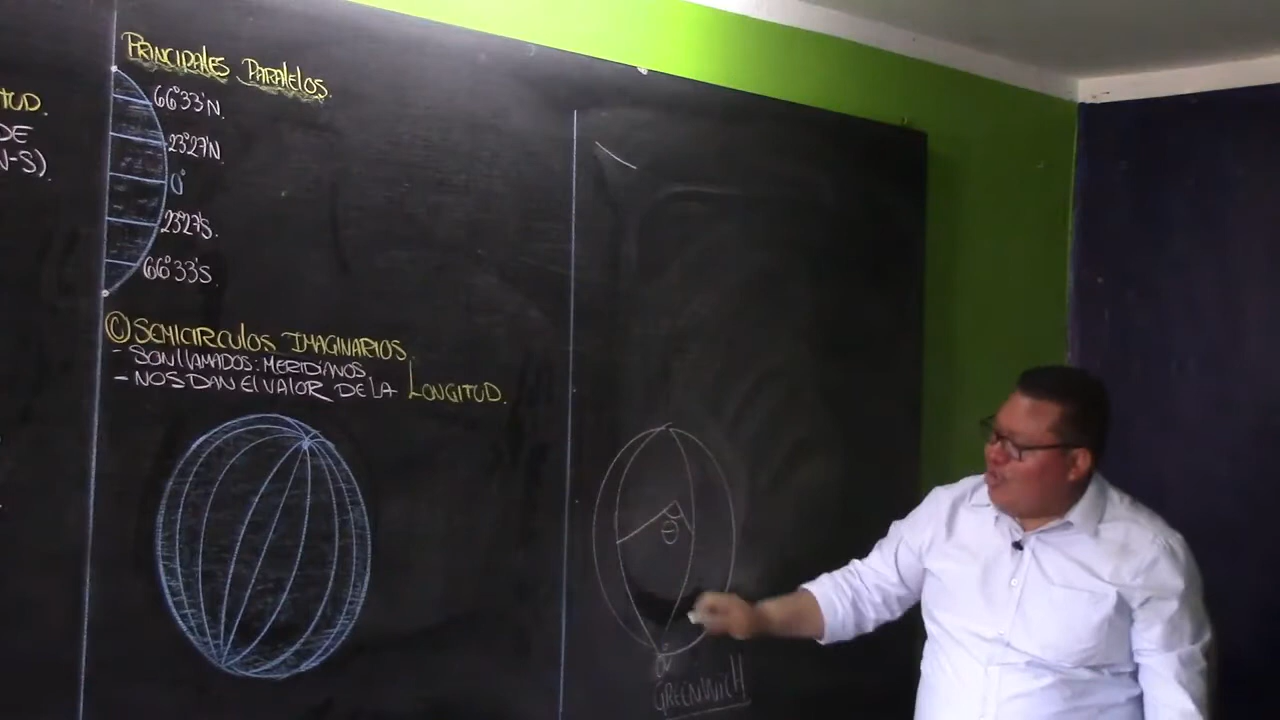 TUD.
DE
N-S).
PRINCIPALES PARALELOS.
66°33'N.
23°27'N.
0°
23°27'S.
66°33'S.
© SEMICIRCULOS IMAGINARIOS.
- SON LLAMADOS: MERIDIANOS
- NOS DAN El VALOR DE LA LONGITUD.
θ
0°
GREENWICH